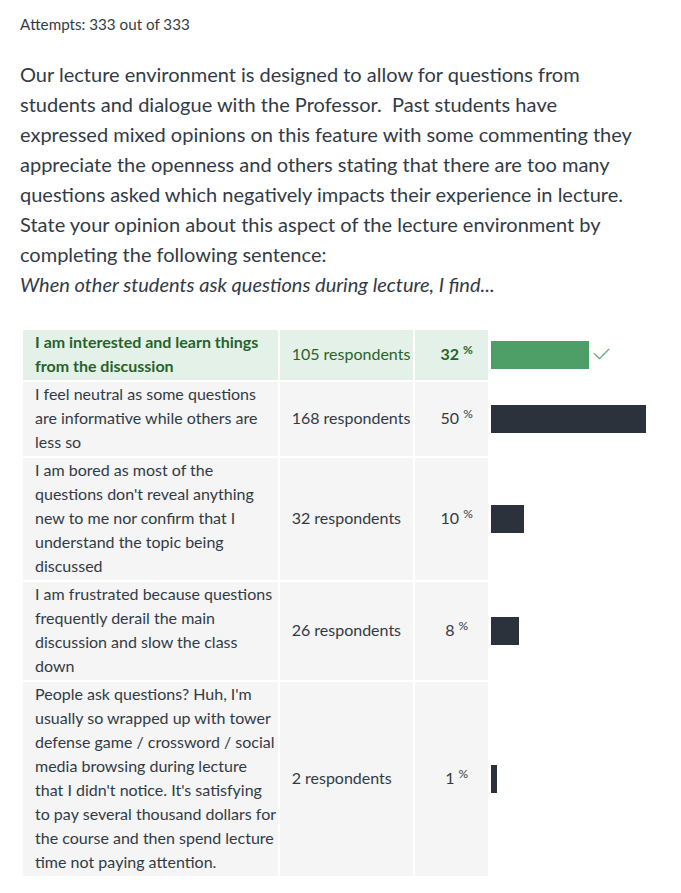 Attempts: 333 out of 333
Our lecture environment is designed to allow for questions from
students and dialogue with the Professor.  Past students have
expressed mixed opinions on this feature with some commenting they
appreciate the openness and others stating that there are too many
questions asked which negatively impacts their experience in lecture.
State your opinion about this aspect of the lecture environment by
completing the following sentence:
When other students ask questions during lecture, I find...
I am interested and learn things
from the discussion
105 respondents
32 %
I feel neutral as some questions
are informative while others are
less so
168 respondents
50 %
I am bored as most of the
questions don't reveal anything
new to me nor confirm that I
understand the topic being
discussed
32 respondents
10 %
I am frustrated because questions
frequently derail the main
discussion and slow the class
down
26 respondents
8 %
People ask questions? Huh, I'm
usually so wrapped up with tower
defense game / crossword / social
media browsing during lecture
that I didn't notice. It's satisfying
to pay several thousand dollars for
the course and then spend lecture
time not paying attention.
2 respondents
1 %